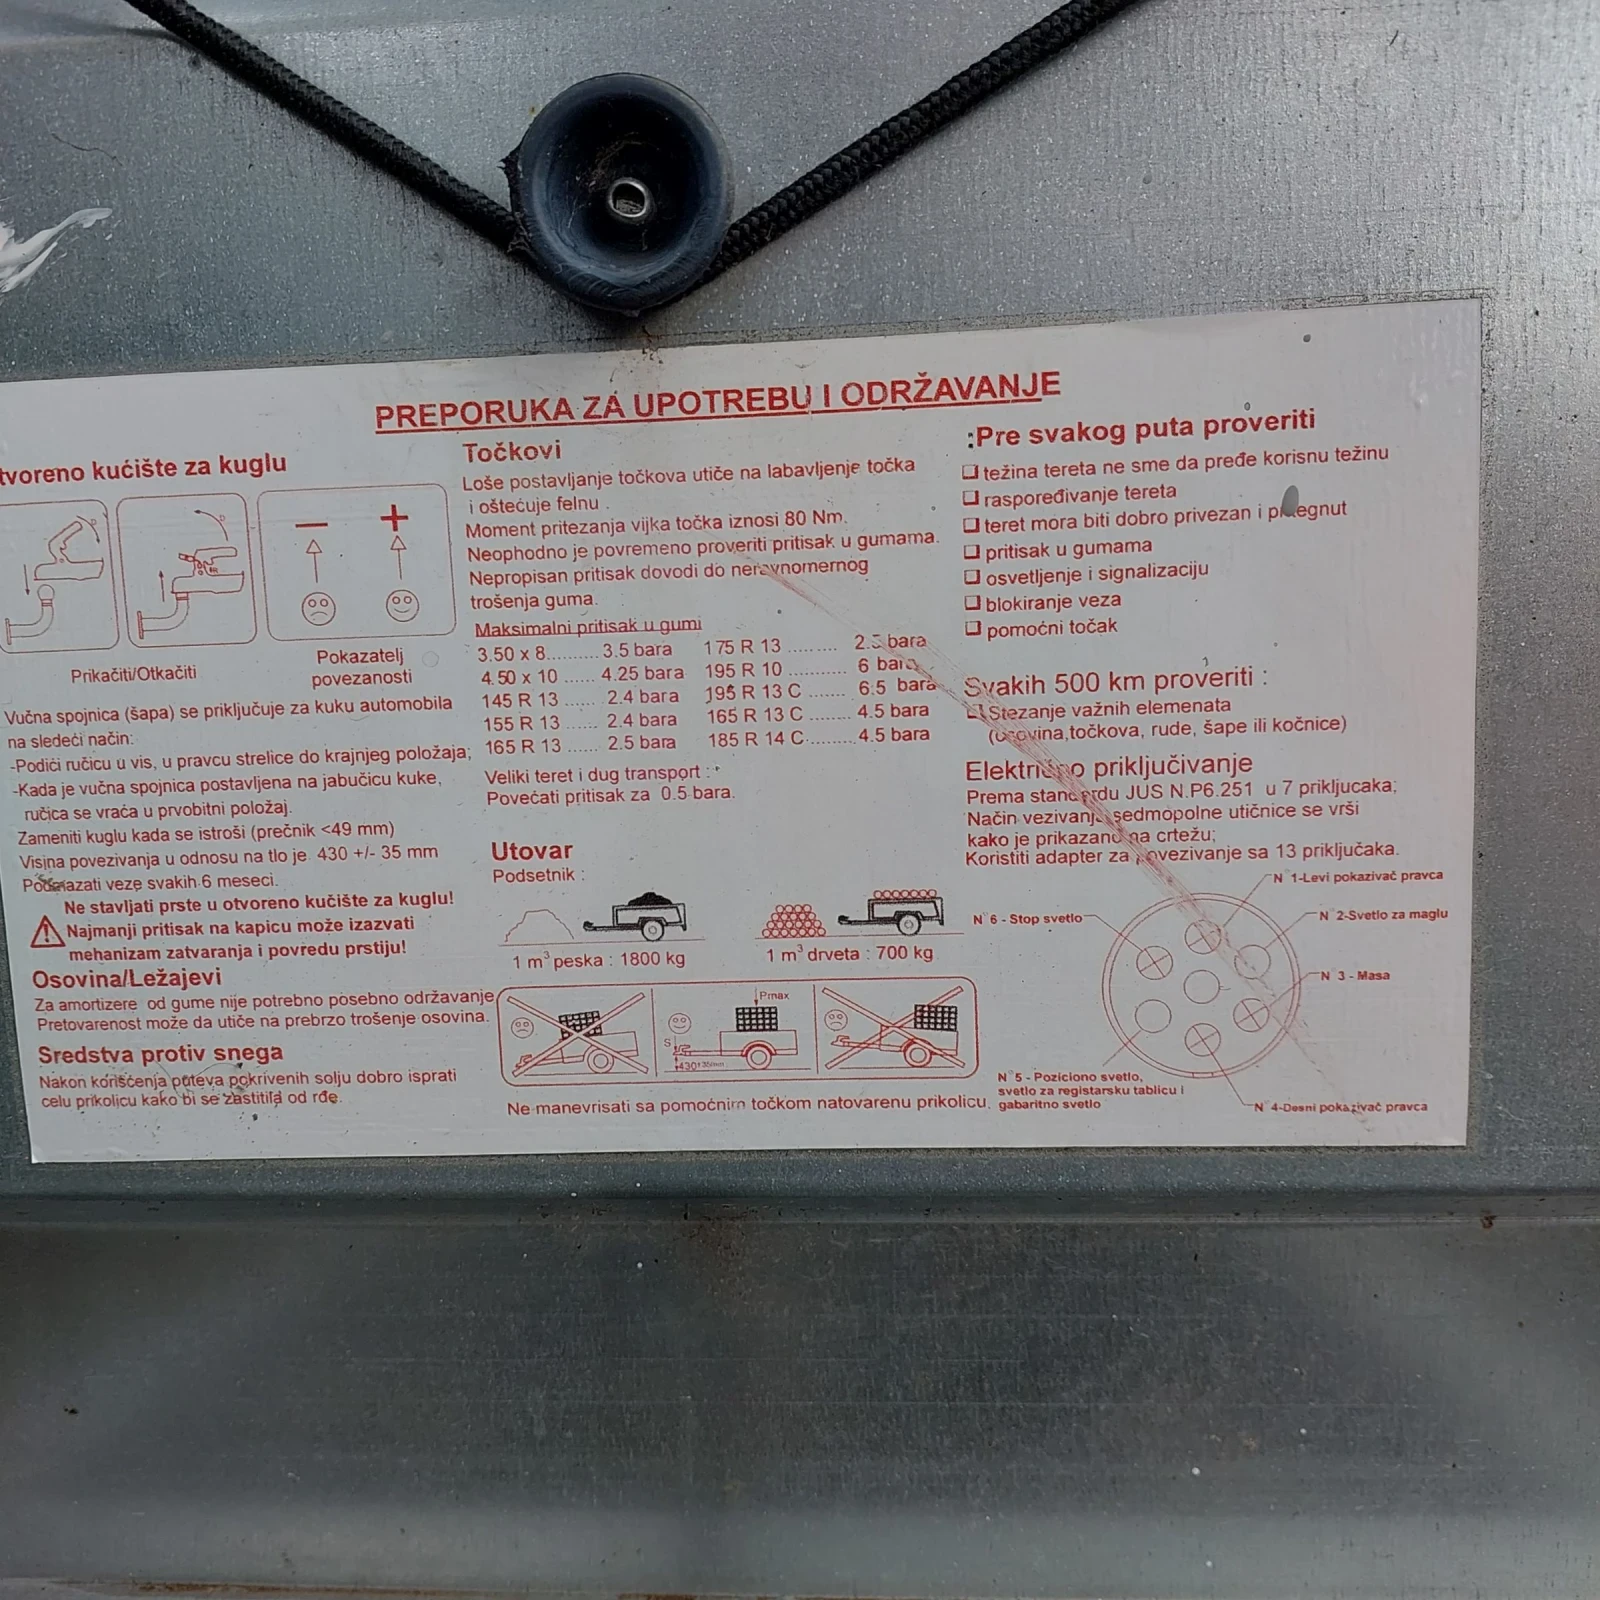 PREPORUKA ZA UPOTREBU I ODRŽAVANJE
tvoreno kućište za kuglu
Prikačiti/Otkačiti
Pokazatelj
povezanosti
Vučna spojnica (šapa) se priključuje za kuku automobila
na sledeći način:
-Podići ručicu u vis, u pravcu strelice do krajnjeg položaja;
-Kada je vučna spojnica postavljena na jabučicu kuke,
ručica se vraća u prvobitni položaj.
Zameniti kuglu kada se istroši (prečnik <49 mm)
Visina povezivanja u odnosu na tlo je 430 +/- 35 mm
Podmazati veze svakih 6 meseci.
Ne stavljati prste u otvoreno kućište za kuglu!
Najmanji pritisak na kapicu može izazvati
mehanizam zatvaranja i povredu prstiju!
Osovina/Ležajevi
Za amortizere od gume nije potrebno posebno održavanje
Pretovarenost može da utiče na prebrzo trošenje osovina.
Sredstva protiv snega
Nakon korišćenja puteva pokrivenih solju dobro isprati
celu prikolicu kako bi se zaštitila od rđe.
Točkovi
Loše postavljanje točkova utiče na labavljenje točka
i oštećuje felnu .
Moment pritezanja vijka točka iznosi 80 Nm.
Neophodno je povremeno proveriti pritisak u gumama.
Nepropisan pritisak dovodi do neravnomernog
trošenja guma.
Maksimalni pritisak u gumi
3.50 x 8.......... 3.5 bara 175 R 13 ......... 2.5 bara
4.50 x 10 ...... 4.25 bara 195 R 10 ........... 6 bara
145 R 13 ...... 2.4 bara 195 R 13 C ....... 6.5 bara
155 R 13 ...... 2.4 bara 165 R 13 C ........ 4.5 bara
165 R 13 ...... 2.5 bara 185 R 14 C......... 4.5 bara
Veliki teret i dug transport :
Povećati pritisak za 0.5 bara.
Utovar
Podsetnik :
1 m³ peska : 1800 kg
1 m³ drveta : 700 kg
Pmax
S
430±35mm
Ne manevrisati sa pomoćnim točkom natovarenu prikolicu.
:Pre svakog puta proveriti
❑ težina tereta ne sme da pređe korisnu težinu
❑ raspoređivanje tereta
❑ teret mora biti dobro privezan i pritegnut
❑ pritisak u gumama
❑ osvetljenje i signalizaciju
❑ blokiranje veza
❑ pomoćni točak
Svakih 500 km proveriti :
❑ Stezanje važnih elemenata
(osovina,točkova, rude, šape ili kočnice)
Električno priključivanje
Prema standardu JUS N.P6.251 u 7 prikljucaka;
Način vezivanja sedmopolne utičnice se vrši
kako je prikazano na crtežu;
Koristiti adapter za povezivanje sa 13 priključaka.
N°1-Levi pokazivač pravca
N°6 - Stop svetlo
N°2-Svetlo za maglu
N°3 - Masa
N°5 - Poziciono svetlo,
svetlo za registarsku tablicu i
gabaritno svetlo
N°4-Desni pokazivač pravca